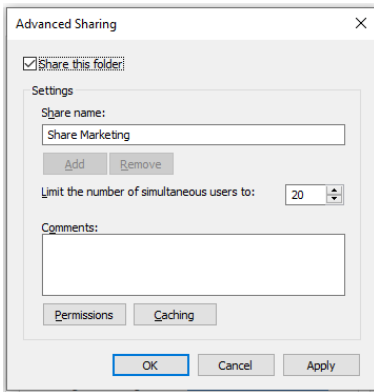 Advanced Sharing
Share this folder
Settings
Share name:
Share Marketing
Add Remove
Limit the number of simultaneous users to: 20
Comments:
Permissions Caching
OK Cancel Apply